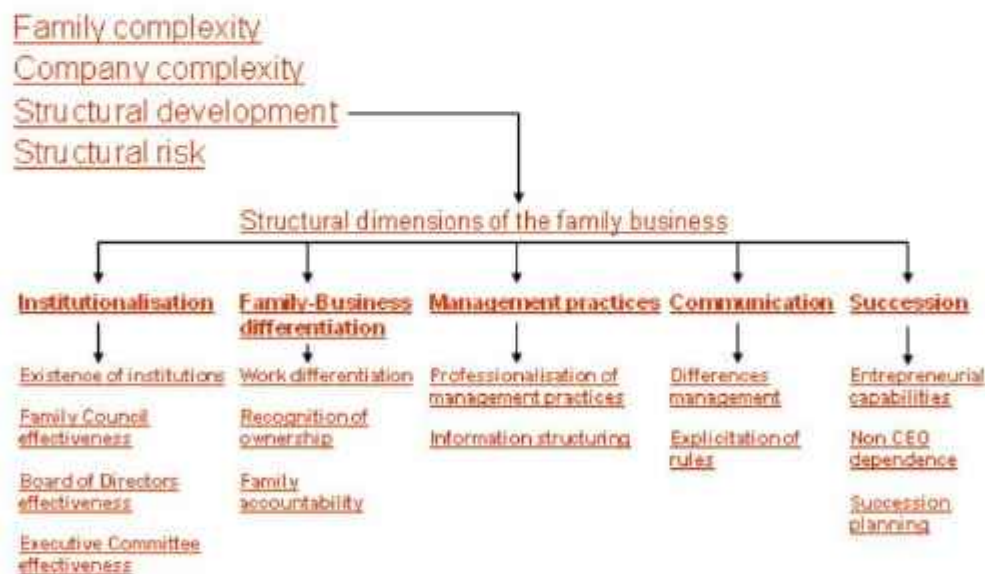 Family complexity
Company complexity
Structural development
Structural risk
Structural dimensions of the family business
Institutionalisation
Family-Business
differentiation
Management practices
Communication
Succession
Existence of institutions
Family Council
effectiveness
Board of Directors
effectiveness
Executive Committee
effectiveness
Work differentiation
Recognition of
ownership
Family
accountability
Professionalisation of
management practices
Information structuring
Differences
management
Explicitation of
rules
Entrepreneurial
capabilities
Non CEO
dependence
Succession
planning